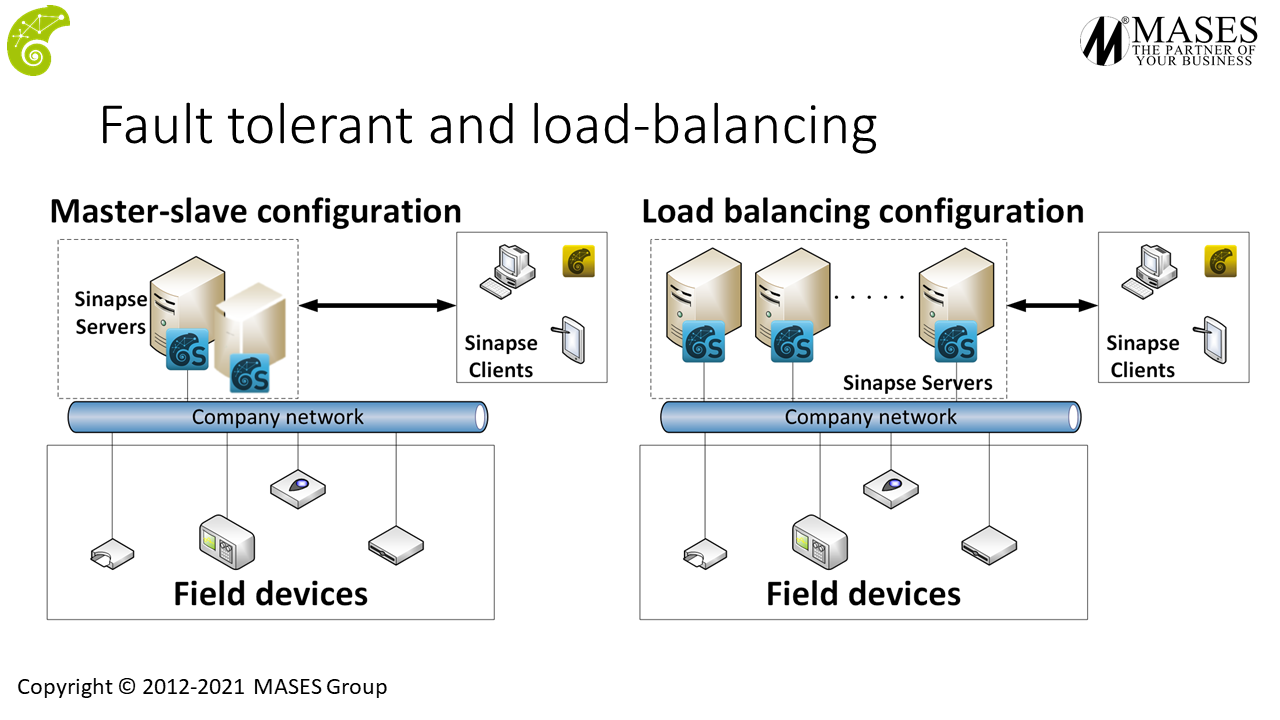 MASES
®
THE PARTNER OF
YOUR BUSINESS
Fault tolerant and load-balancing
Master-slave configuration
Sinapse
Servers
S
S
Sinapse
Clients
Company network
Field devices
Load balancing configuration
S
S
. . . . .
S
Sinapse Servers
Sinapse
Clients
Company network
Field devices
Copyright © 2012-2021 MASES Group